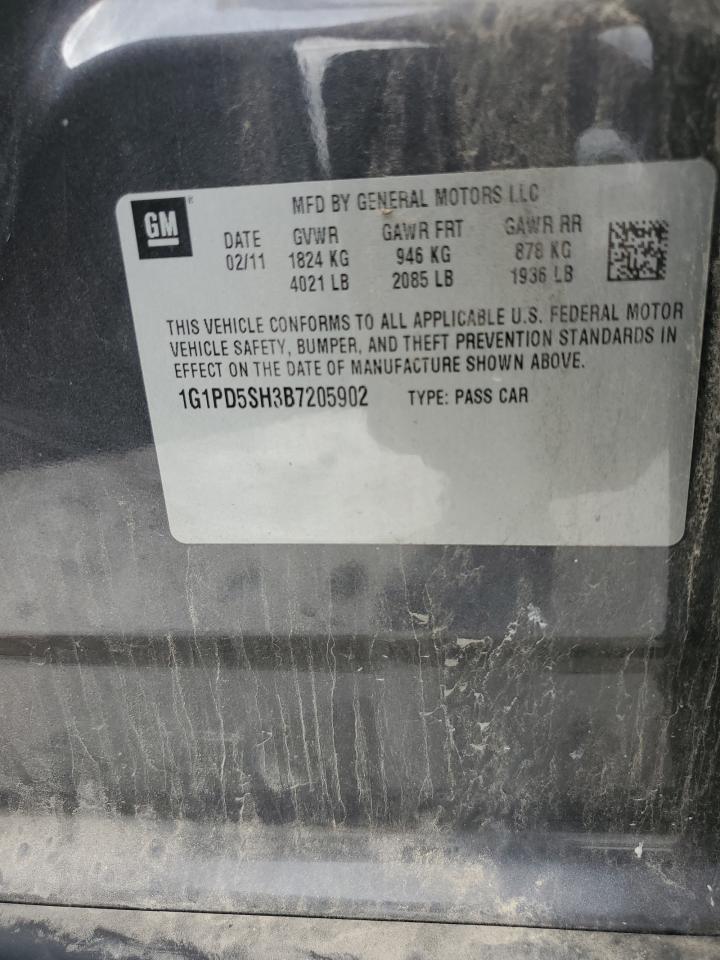 GM
MFD BY GENERAL MOTORS LLC
DATE GVWR GAWR FRT GAWR RR
02/11 1824 KG 946 KG 878 KG
4021 LB 2085 LB 1936 LB
THIS VEHICLE CONFORMS TO ALL APPLICABLE U.S. FEDERAL MOTOR
VEHICLE SAFETY, BUMPER, AND THEFT PREVENTION STANDARDS IN
EFFECT ON THE DATE OF MANUFACTURE SHOWN ABOVE.
1G1PD5SH3B7205902 TYPE: PASS CAR